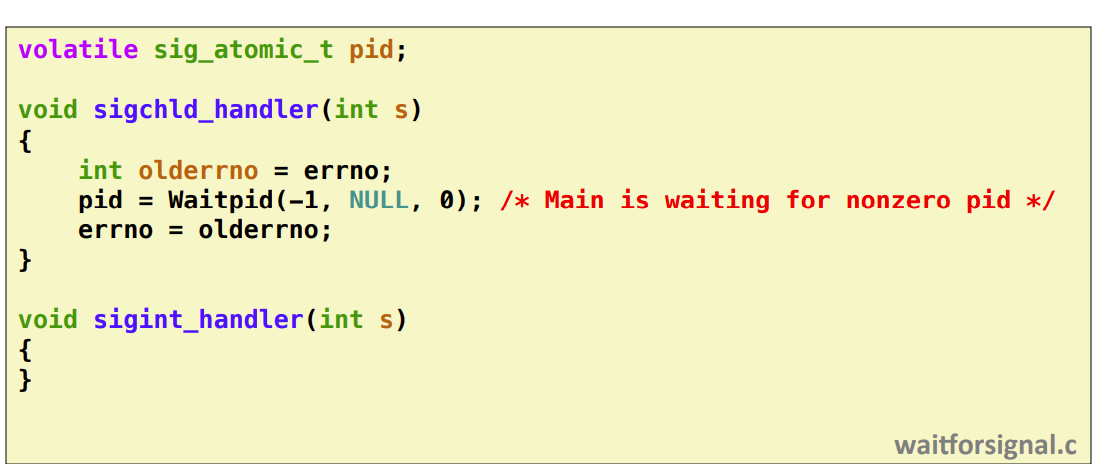 volatile sig_atomic_t pid;
void sigchld_handler(int s)
{
    int olderrno = errno;
    pid = Waitpid(-1, NULL, 0); /* Main is waiting for nonzero pid */
    errno = olderrno;
}
void sigint_handler(int s)
{
}
waitforsignal.c